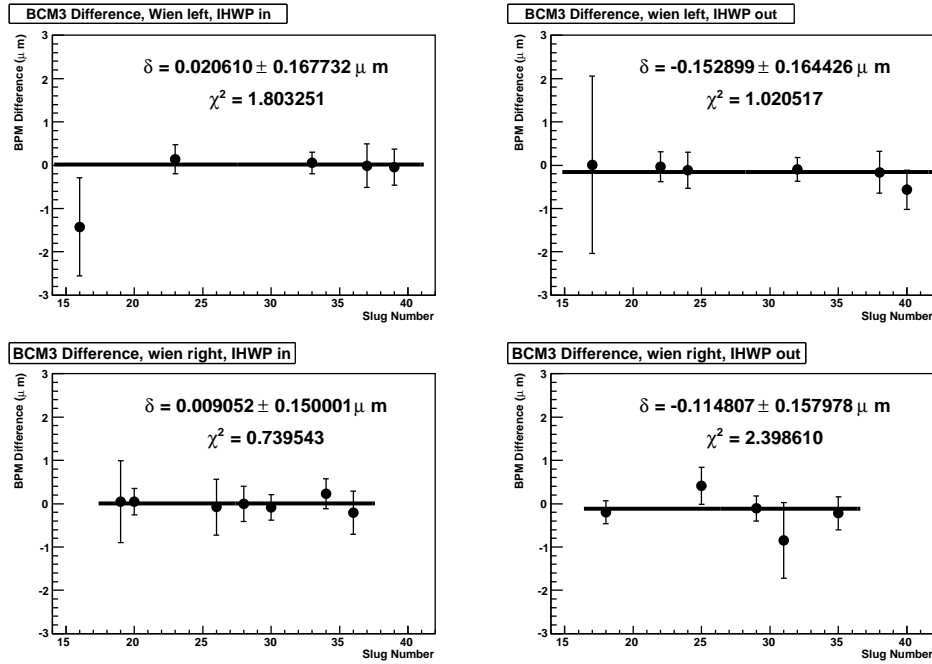 BCM3 Difference, Wien left, IHWP in
BPM Difference (μ m)
3
2
1
0
-1
-2
-3
δ = 0.020610 ± 0.167732 μ m
χ² = 1.803251
15 20 25 30 35 40
Slug Number
BCM3 Difference, wien left, IHWP out
BPM Difference (μ m)
3
2
1
0
-1
-2
-3
δ = -0.152899 ± 0.164426 μ m
χ² = 1.020517
15 20 25 30 35 40
Slug Number
BCM3 Difference, wien right, IHWP in
BPM Difference (μ m)
3
2
1
0
-1
-2
-3
δ = 0.009052 ± 0.150001 μ m
χ² = 0.739543
15 20 25 30 35 40
Slug Number
BCM3 Difference, wien right, IHWP out
BPM Difference (μ m)
3
2
1
0
-1
-2
-3
δ = -0.114807 ± 0.157978 μ m
χ² = 2.398610
15 20 25 30 35 40
Slug Number